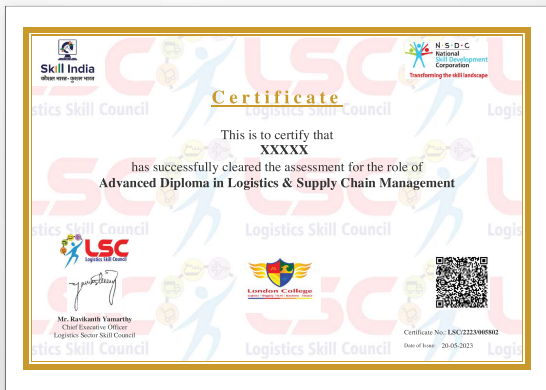 Skill India
कौशल भारत - कुशल भारत
N·S·D·C
National
Skill Development
Corporation
Transforming the skill landscape
Certificate
This is to certify that
XXXXX
has successfully cleared the assessment for the role of
Advanced Diploma in Logistics & Supply Chain Management
LSC
Logistics Skill Council
Mr. Ravikanth Yamarthy
Chief Executive Officer
Logistics Sector Skill Council
London College
Certificate No.: LSC/2223/005802
Date of Issue: 20-05-2023